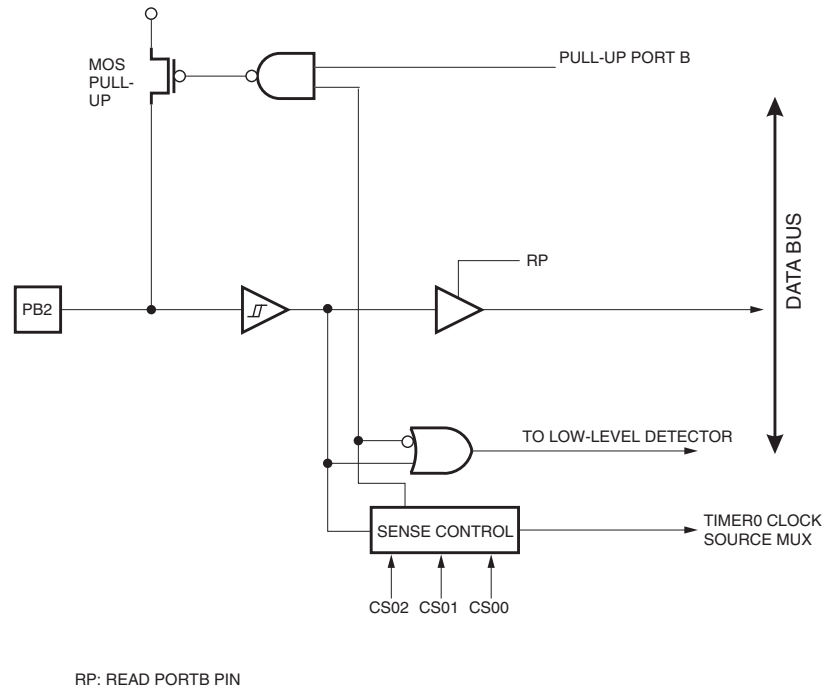 MOS
PULL-
UP
PULL-UP PORT B
DATA BUS
RP
PB2
TO LOW-LEVEL DETECTOR
SENSE CONTROL
TIMER0 CLOCK
SOURCE MUX
CS02 CS01 CS00
RP: READ PORTB PIN